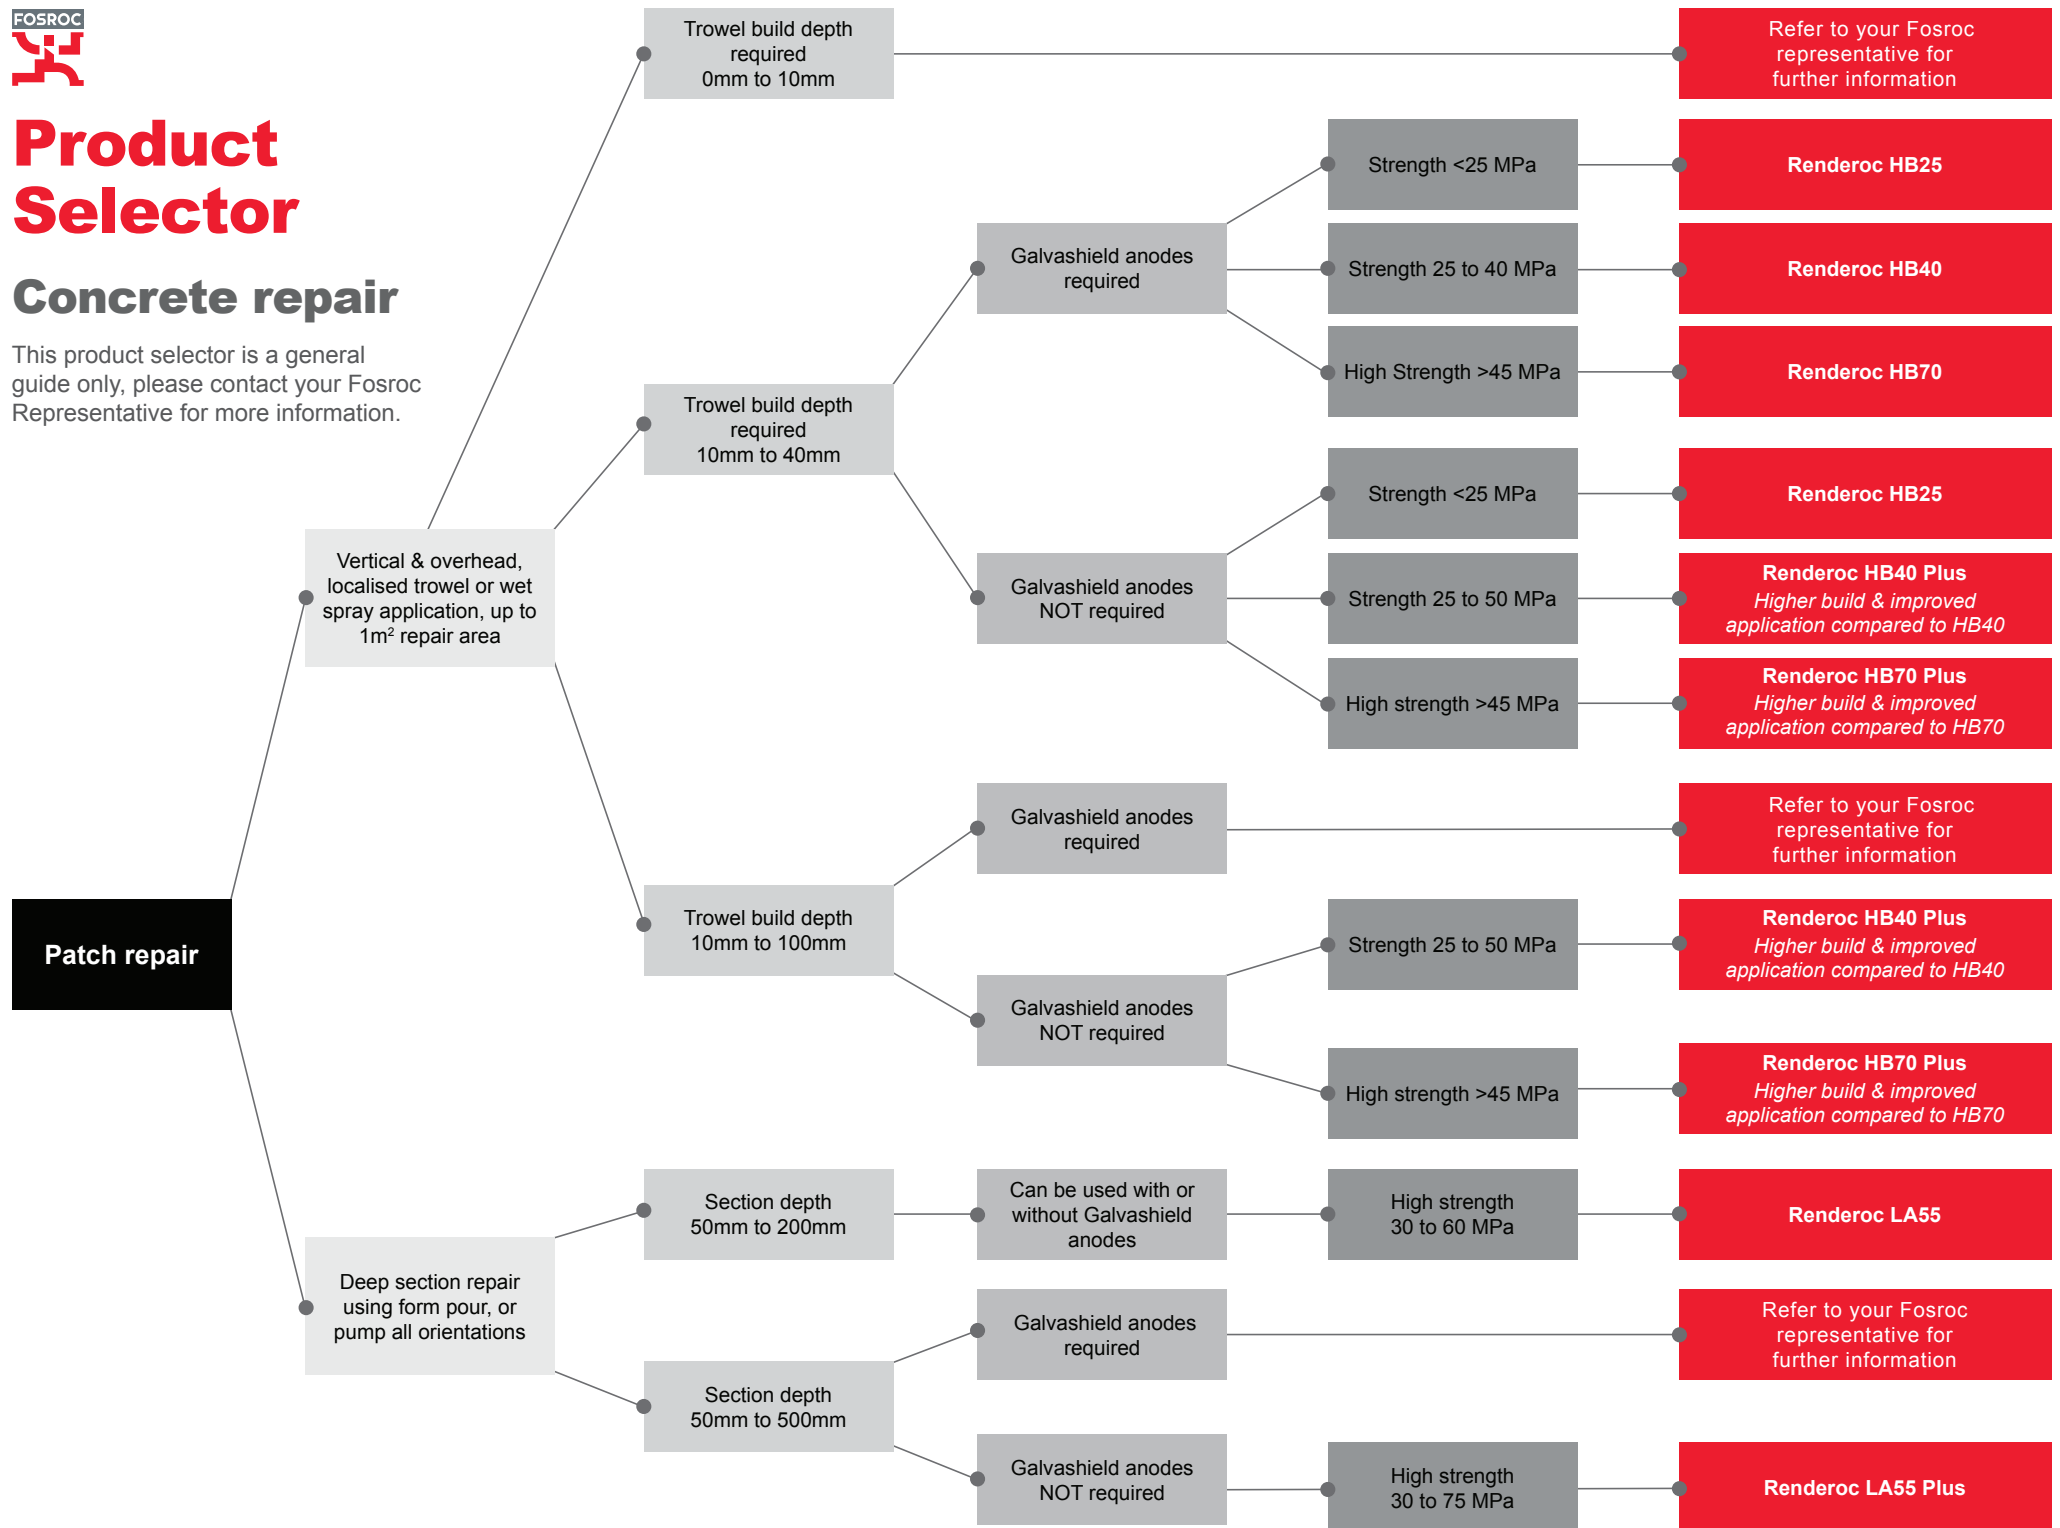 FOSROC
Product
Selector
Concrete repair
This product selector is a general
guide only, please contact your Fosroc
Representative for more information.
Patch repair
Vertical & overhead,
localised trowel or wet
spray application, up to
1m² repair area
Trowel build depth
required
0mm to 10mm
Refer to your Fosroc
representative for
further information
Trowel build depth
required
10mm to 40mm
Galvashield anodes
required
Strength <25 MPa
Renderoc HB25
Strength 25 to 40 MPa
Renderoc HB40
High Strength >45 MPa
Renderoc HB70
Galvashield anodes
NOT required
Strength <25 MPa
Renderoc HB25
Strength 25 to 50 MPa
Renderoc HB40 Plus
Higher build & improved
application compared to HB40
High strength >45 MPa
Renderoc HB70 Plus
Higher build & improved
application compared to HB70
Trowel build depth
10mm to 100mm
Galvashield anodes
required
Refer to your Fosroc
representative for
further information
Galvashield anodes
NOT required
Strength 25 to 50 MPa
Renderoc HB40 Plus
Higher build & improved
application compared to HB40
High strength >45 MPa
Renderoc HB70 Plus
Higher build & improved
application compared to HB70
Deep section repair
using form pour, or
pump all orientations
Section depth
50mm to 200mm
Can be used with or
without Galvashield
anodes
High strength
30 to 60 MPa
Renderoc LA55
Section depth
50mm to 500mm
Galvashield anodes
required
Refer to your Fosroc
representative for
further information
Galvashield anodes
NOT required
High strength
30 to 75 MPa
Renderoc LA55 Plus